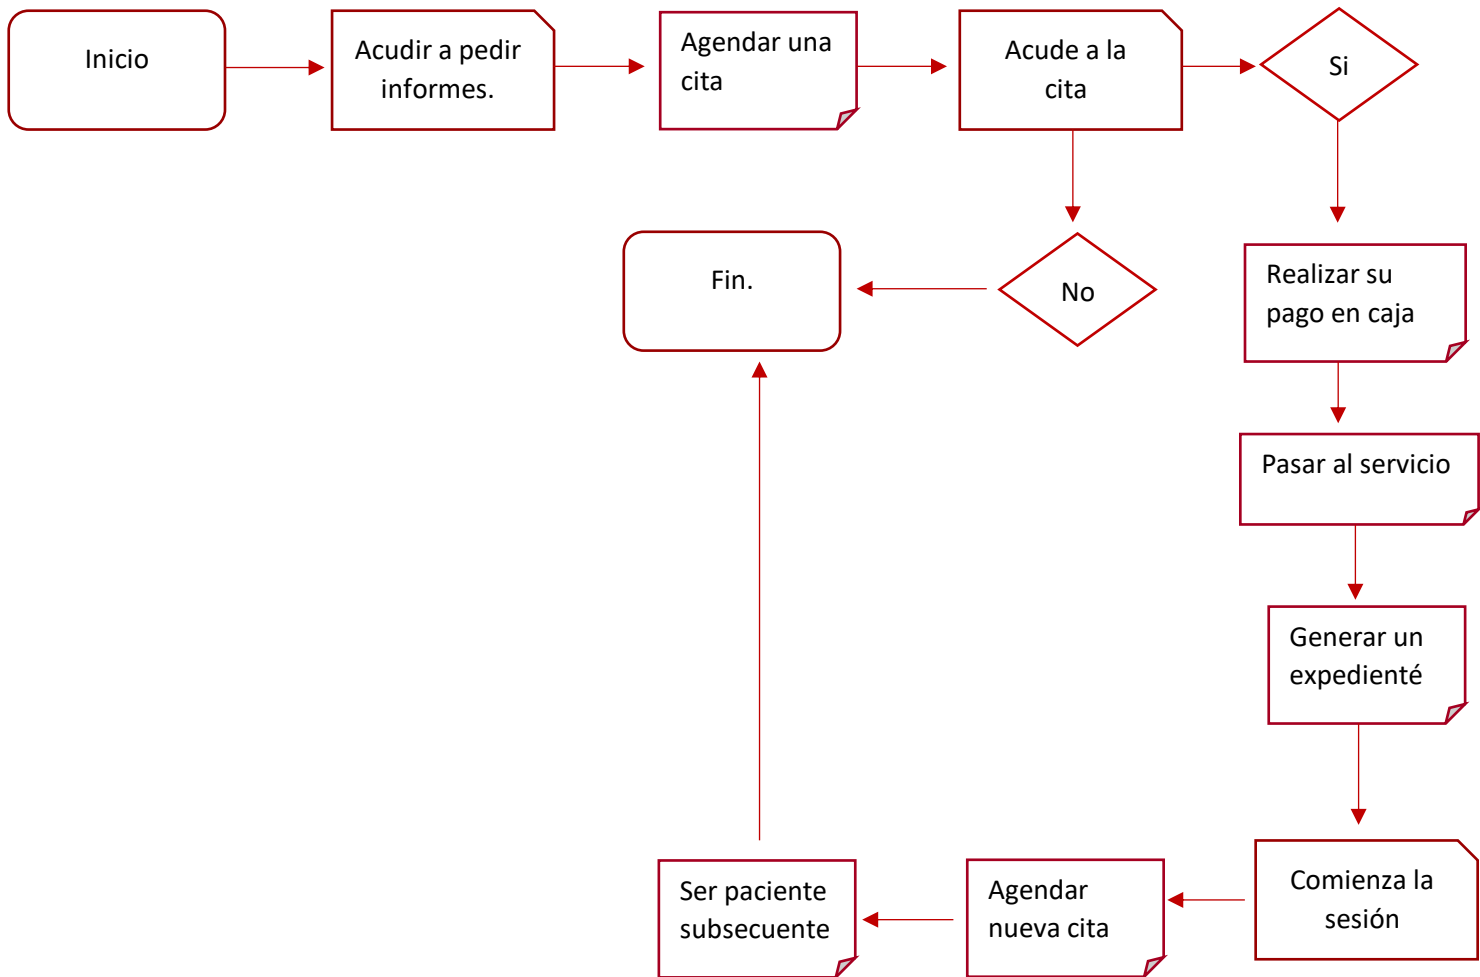 Inicio
Acudir a pedir
informes.
Agendar una
cita
Acude a la
cita
Si
Fin.
No
Realizar su
pago en caja
Pasar al servicio
Generar un
expedienté
Comienza la
sesión
Agendar
nueva cita
Ser paciente
subsecuente